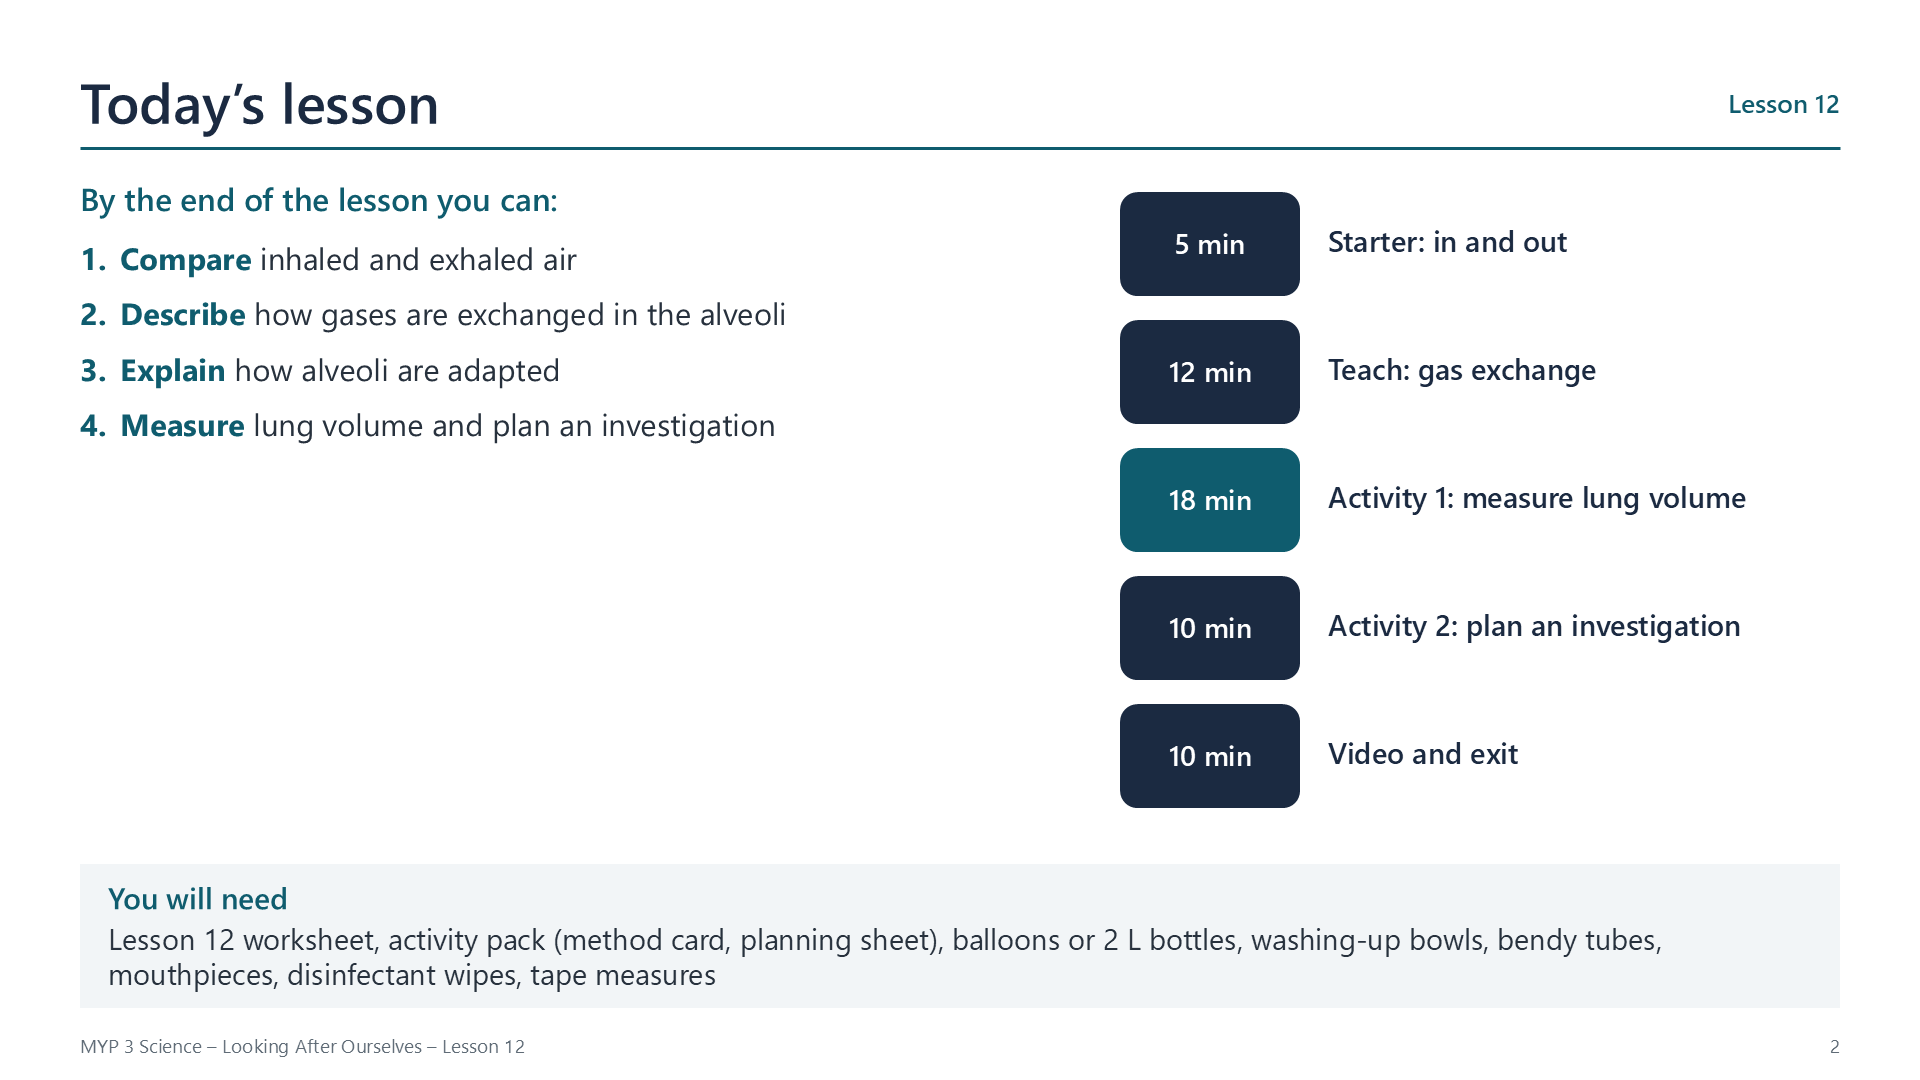 Today’s lesson
Lesson 12
By the end of the lesson you can:
1. Compare inhaled and exhaled air
2. Describe how gases are exchanged in the alveoli
3. Explain how alveoli are adapted
4. Measure lung volume and plan an investigation
5 min
Starter: in and out
12 min
Teach: gas exchange
18 min
Activity 1: measure lung volume
10 min
Activity 2: plan an investigation
10 min
Video and exit
You will need
Lesson 12 worksheet, activity pack (method card, planning sheet), balloons or 2 L bottles, washing-up bowls, bendy tubes,
mouthpieces, disinfectant wipes, tape measures
MYP 3 Science – Looking After Ourselves – Lesson 12
2